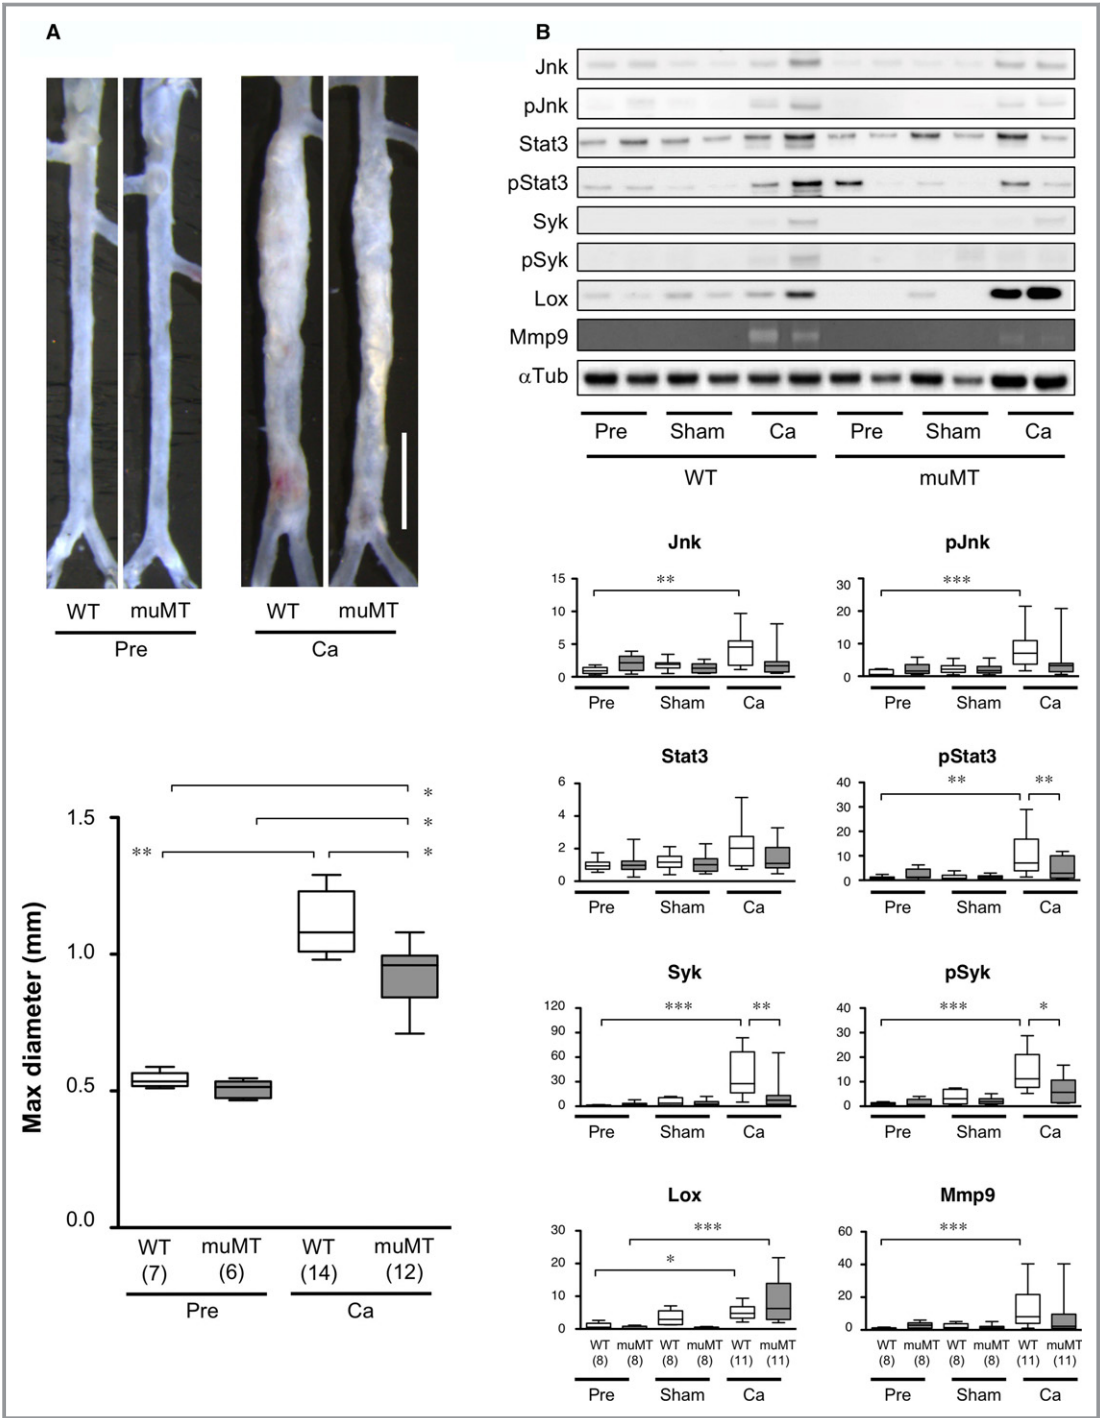 A
WT muMT WT muMT
Pre Ca
* 
*
** *
1.5
1.0
0.5
0.0
Max diameter (mm)
WT muMT WT muMT
(7) (6) (14) (12)
Pre Ca
B
Jnk
pJnk
Stat3
pStat3
Syk
pSyk
Lox
Mmp9
αTub
Pre Sham Ca Pre Sham Ca
WT muMT
Jnk
**
15
10
5
0
Pre Sham Ca
pJnk
***
30
20
10
0
Pre Sham Ca
Stat3
6
4
2
0
Pre Sham Ca
pStat3
** **
40
30
20
10
0
Pre Sham Ca
Syk
*** **
120
90
60
30
0
Pre Sham Ca
pSyk
*** *
40
30
20
10
0
Pre Sham Ca
Lox
***
*
30
20
10
0
WT muMT WT muMT WT muMT
(8) (8) (8) (8) (11) (11)
Pre Sham Ca
Mmp9
***
60
40
20
0
WT muMT WT muMT WT muMT
(8) (8) (8) (8) (11) (11)
Pre Sham Ca